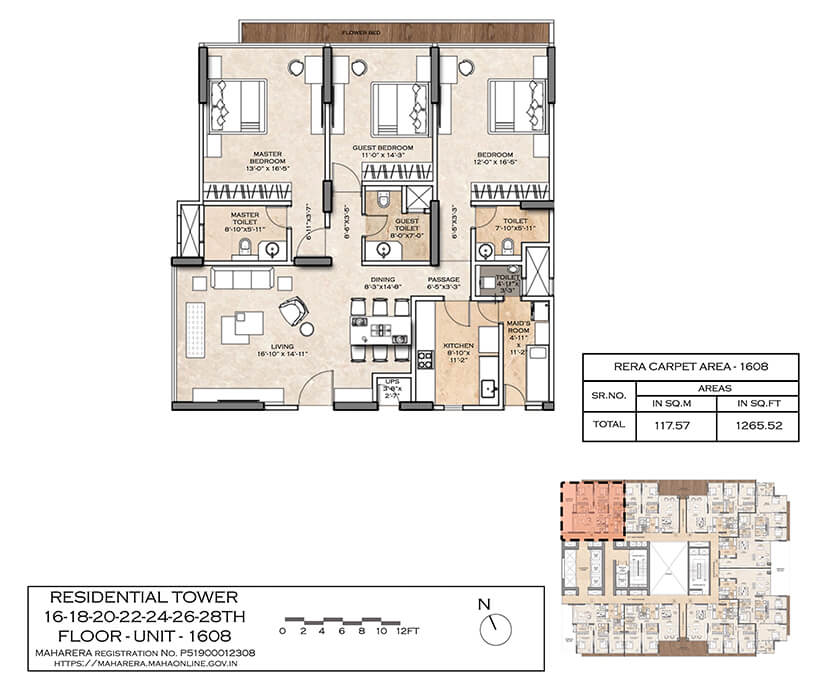 FLOWER BED
MASTER
BEDROOM
13'-0" X 16'-5"
GUEST BEDROOM
11'-0" X 14'-3"
BEDROOM
12'-0" X 16'-5"
MASTER
TOILET
8'-10"X5'-11"
6'-11"X3'-7"
8'-6"X3'-5"
GUEST
TOILET
8'-0"X7'-0"
6'-5"X3'-3"
TOILET
7'-10"X5'-11"
DINING
8'-3"X14'-8"
PASSAGE
6'-5"X3'-3"
TOILET
4'-11"X
3'-3"
LIVING
16'-10" X 14'-11"
KITCHEN
8'-10"X
11'-2"
MAID'S
ROOM
4'-11"
X
11'-2"
UPS
3'-6"X
2'-7"
RERA CARPET AREA - 1608
SR.NO.
AREAS
IN SQ.M
IN SQ.FT
TOTAL
117.57
1265.52
RESIDENTIAL TOWER
16-18-20-22-24-26-28TH
FLOOR - UNIT - 1608
MAHARERA REGISTRATION NO. P51900012308
HTTPS://MAHARERA.MAHAONLINE.GOV.IN
0 2 4 6 8 10 12FT
N